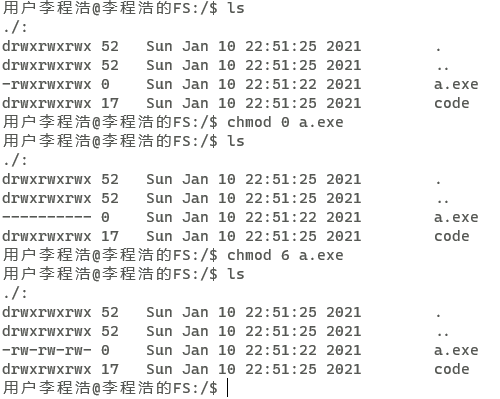 用户李程浩@李程浩的FS:/$ ls
./:
drwxrwxrwx 52   Sun Jan 10 22:51:25 2021        .
drwxrwxrwx 52   Sun Jan 10 22:51:25 2021        ..
-rwxrwxrwx 0    Sun Jan 10 22:51:22 2021        a.exe
drwxrwxrwx 17   Sun Jan 10 22:51:25 2021        code
用户李程浩@李程浩的FS:/$ chmod 0 a.exe
用户李程浩@李程浩的FS:/$ ls
./:
drwxrwxrwx 52   Sun Jan 10 22:51:25 2021        .
drwxrwxrwx 52   Sun Jan 10 22:51:25 2021        ..
---------- 0    Sun Jan 10 22:51:22 2021        a.exe
drwxrwxrwx 17   Sun Jan 10 22:51:25 2021        code
用户李程浩@李程浩的FS:/$ chmod 6 a.exe
用户李程浩@李程浩的FS:/$ ls
./:
drwxrwxrwx 52   Sun Jan 10 22:51:25 2021        .
drwxrwxrwx 52   Sun Jan 10 22:51:25 2021        ..
-rw-rw-rw- 0    Sun Jan 10 22:51:22 2021        a.exe
drwxrwxrwx 17   Sun Jan 10 22:51:25 2021        code
用户李程浩@李程浩的FS:/$